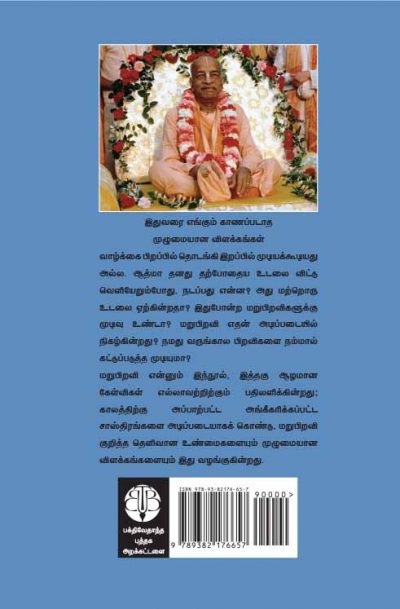 இதுவரை எங்கும் காணப்படாத
முழுமையான விளக்கங்கள்
வாழ்க்கை பிறப்பில் தொடங்கி இறப்பில் முடியக்கூடியது
அல்ல. ஆத்மா தனது தற்போதைய உடலை விட்டு
வெளியேறும்போது, நடப்பது என்ன? அது மற்றொரு
உடலை ஏற்கின்றதா? இதுபோன்ற மறுபிறவிகளுக்கு
முடிவு உண்டா? மறுபிறவி எதன் அடிப்படையில்
நிகழ்கின்றது? நமது வருங்கால பிறவிகளை நம்மால்
கட்டுப்படுத்த முடியுமா?
மறுபிறவி என்னும் இந்நூல், இத்தகு ஆழமான
கேள்விகள் எல்லாவற்றிற்கும் பதிலளிக்கின்றது;
காலத்திற்கு அப்பாற்பட்ட அங்கீகரிக்கப்பட்ட
சாஸ்திரங்களை அடிப்படையாகக் கொண்டு, மறுபிறவி
குறித்த தெளிவான உண்மைகளையும் முழுமையான
விளக்கங்களையும் இது வழங்குகின்றது.
BTB
பக்திவேதாந்த
புத்தக
அறக்கட்டளை
ISBN 978-93-82176-65-7
90000>
9 789382 176657